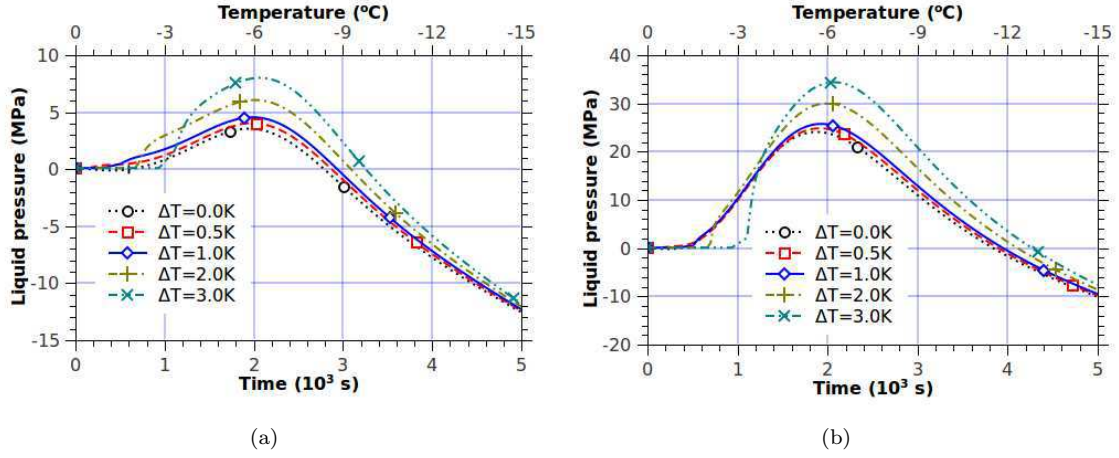 Temperature (ºC)
0 -3 -6 -9 -12 -15
10
5
0
-5
-10
-15
Liquid pressure (MPa)
ΔT=0.0K
ΔT=0.5K
ΔT=1.0K
ΔT=2.0K
ΔT=3.0K
0 1 2 3 4 5
Time (10³ s)
(a)
Temperature (ºC)
0 -3 -6 -9 -12 -15
40
30
20
10
0
-10
-20
Liquid pressure (MPa)
ΔT=0.0K
ΔT=0.5K
ΔT=1.0K
ΔT=2.0K
ΔT=3.0K
0 1 2 3 4 5
Time (10³ s)
(b)